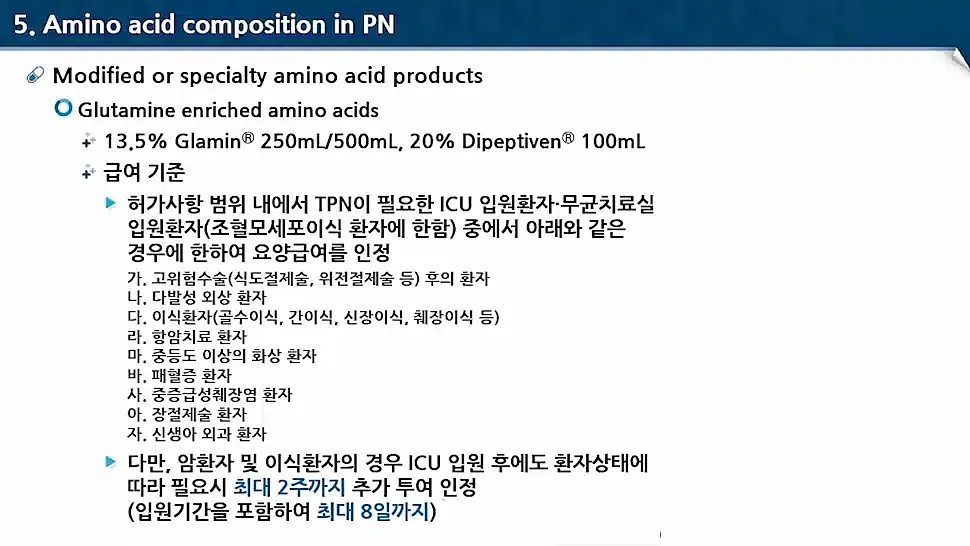 5. Amino acid composition in PN
Modified or specialty amino acid products
Glutamine enriched amino acids
13.5% Glamin® 250mL/500mL, 20% Dipeptiven® 100mL
급여 기준
허가사항 범위 내에서 TPN이 필요한 ICU 입원환자·무균치료실
입원환자(조혈모세포이식 환자에 한함) 중에서 아래와 같은
경우에 한하여 요양급여를 인정
가. 고위험수술(식도절제술, 위전절제술 등) 후의 환자
나. 다발성 외상 환자
다. 이식환자(골수이식, 간이식, 신장이식, 췌장이식 등)
라. 항암치료 환자
마. 중등도 이상의 화상 환자
바. 패혈증 환자
사. 중증급성췌장염 환자
아. 장절제술 환자
자. 신생아 외과 환자
다만, 암환자 및 이식환자의 경우 ICU 입원 후에도 환자상태에
따라 필요시 최대 2주까지 추가 투여 인정
(입원기간을 포함하여 최대 8일까지)